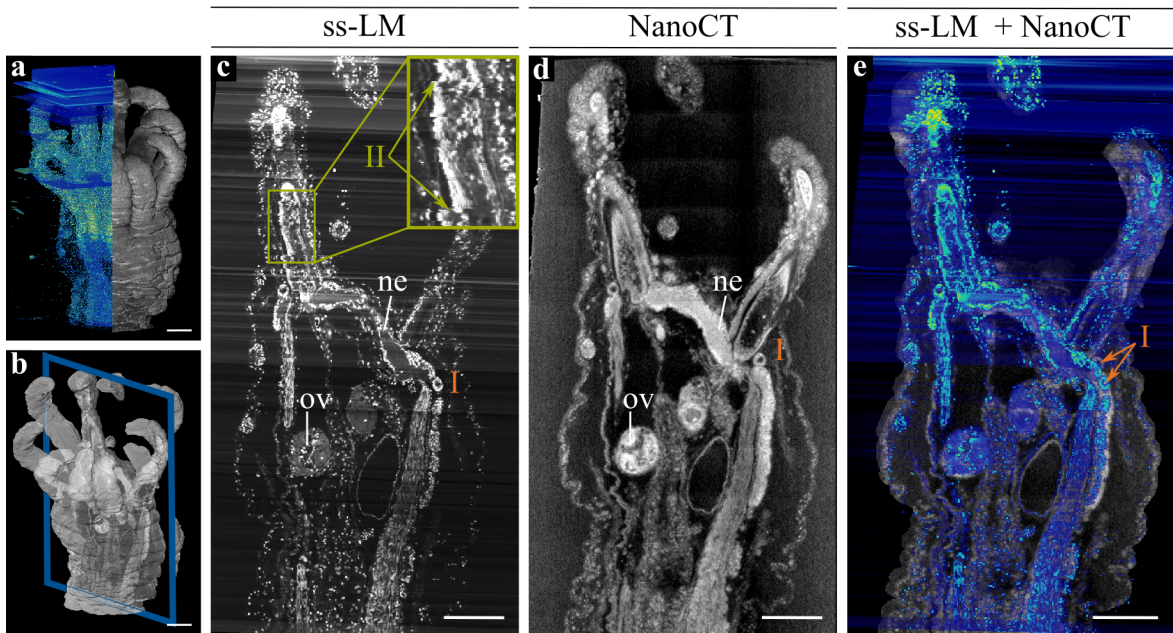 ss-LM
NanoCT
ss-LM + NanoCT
a
b
c
II
ne
I
ov
d
ne
I
ov
e
I